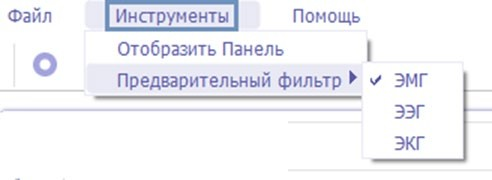 Файл Инструменты Помощь
Отобразить Панель
Предварительный фильтр
ЭМГ
ЭЭГ
ЭКГ